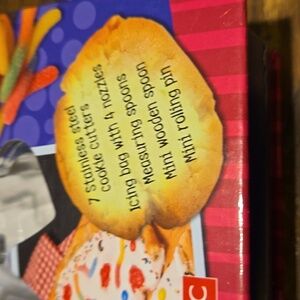 7 stainless steel
cookie cutters
Icing bag with 4 nozzles
Measuring spoons
Mini wooden spoon
Mini rolling pin
C